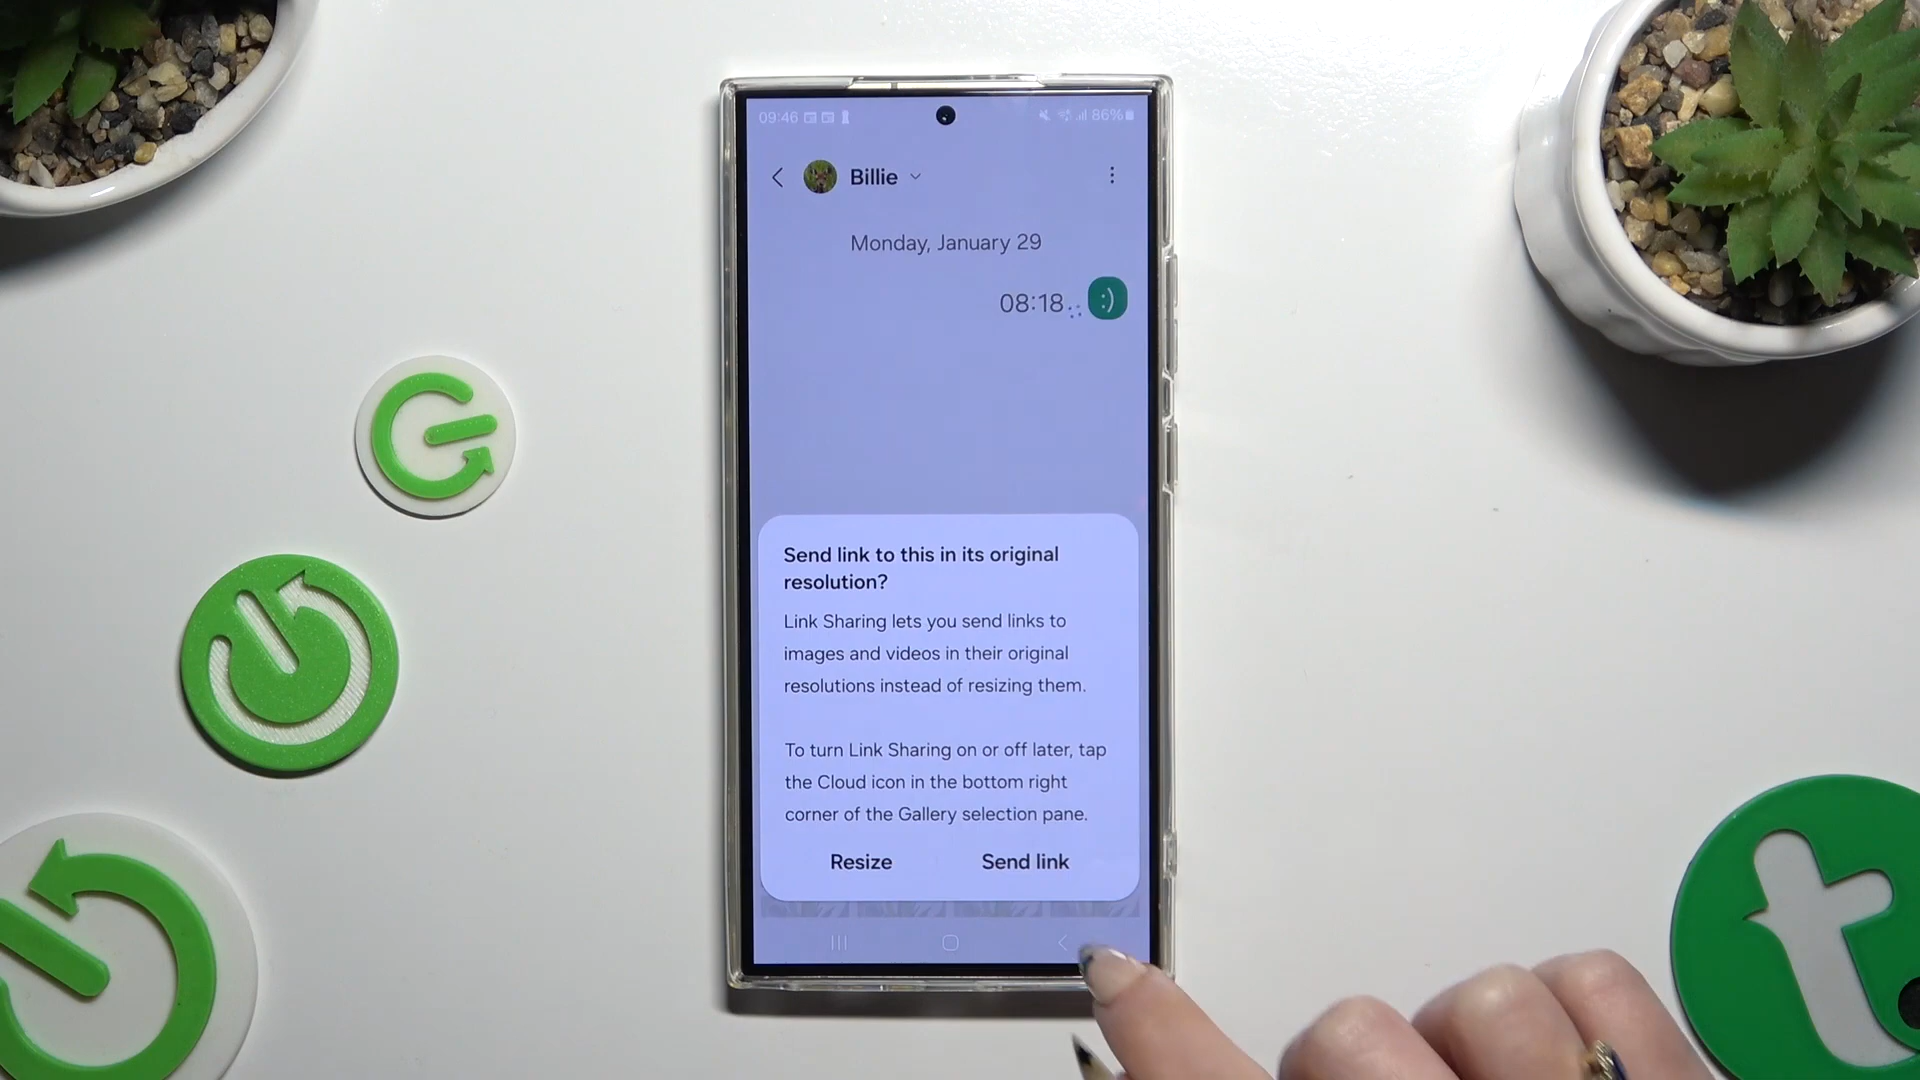 09:46
86%
Billie
Monday, January 29
08:18
:)
Send link to this in its original
resolution?
Link Sharing lets you send links to
images and videos in their original
resolutions instead of resizing them.
To turn Link Sharing on or off later, tap
the Cloud icon in the bottom right
corner of the Gallery selection pane.
Resize
Send link
t